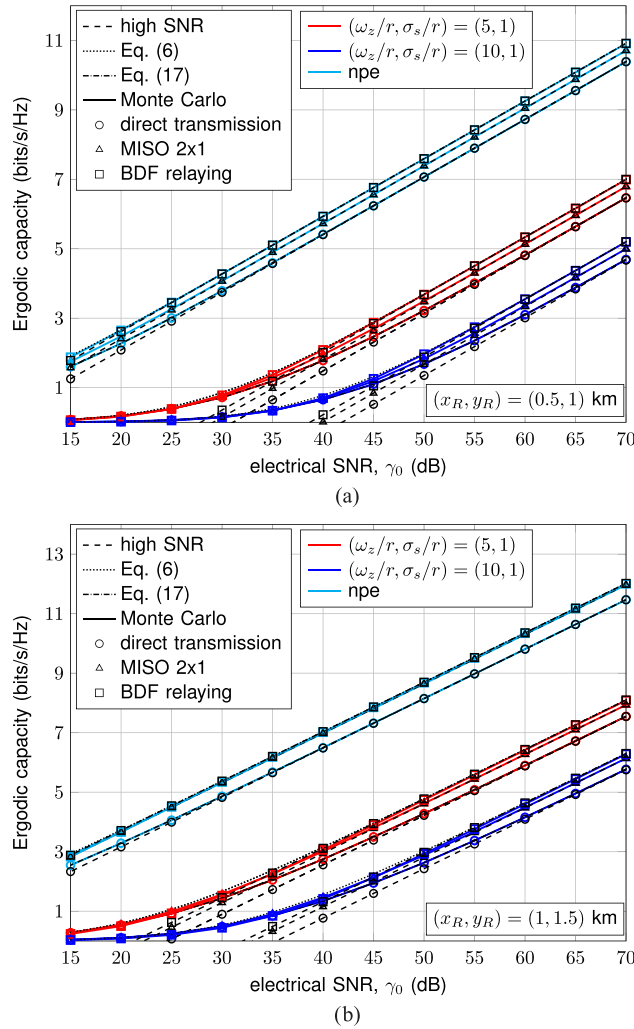 11
9
7
5
3
1
Ergodic capacity (bits/s/Hz)
high SNR
Eq. (6)
Eq. (17)
Monte Carlo
direct transmission
MISO 2x1
BDF relaying
(ω_z/r, σ_s/r) = (5, 1)
(ω_z/r, σ_s/r) = (10, 1)
npe
(x_R, y_R) = (0.5, 1) km
15 20 25 30 35 40 45 50 55 60 65 70
electrical SNR, γ_0 (dB)
(a)
13
11
9
7
5
3
1
Ergodic capacity (bits/s/Hz)
high SNR
Eq. (6)
Eq. (17)
Monte Carlo
direct transmission
MISO 2x1
BDF relaying
(ω_z/r, σ_s/r) = (5, 1)
(ω_z/r, σ_s/r) = (10, 1)
npe
(x_R, y_R) = (1, 1.5) km
15 20 25 30 35 40 45 50 55 60 65 70
electrical SNR, γ_0 (dB)
(b)